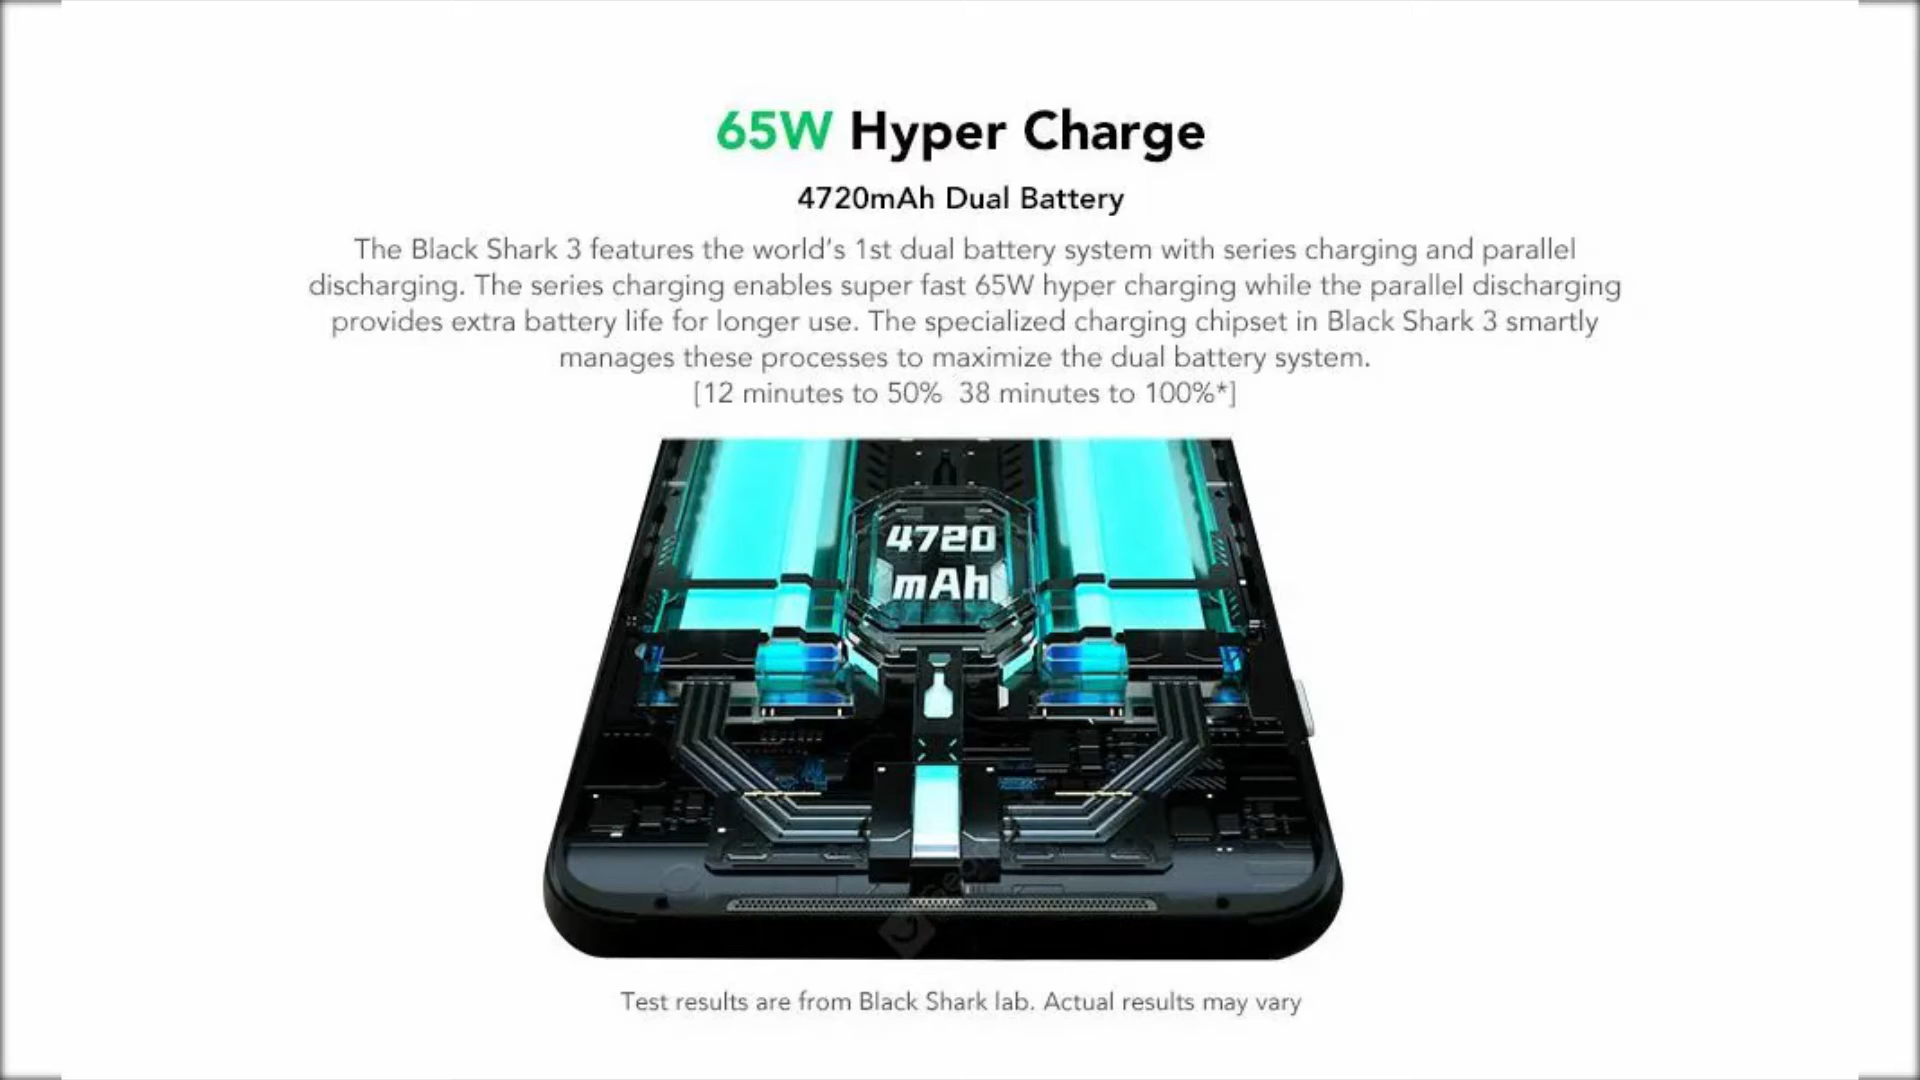 65W Hyper Charge
4720mAh Dual Battery
The Black Shark 3 features the world's 1st dual battery system with series charging and parallel
discharging. The series charging enables super fast 65W hyper charging while the parallel discharging
provides extra battery life for longer use. The specialized charging chipset in Black Shark 3 smartly
manages these processes to maximize the dual battery system.
[12 minutes to 50%  38 minutes to 100%*]
4720
mAh
Test results are from Black Shark lab. Actual results may vary